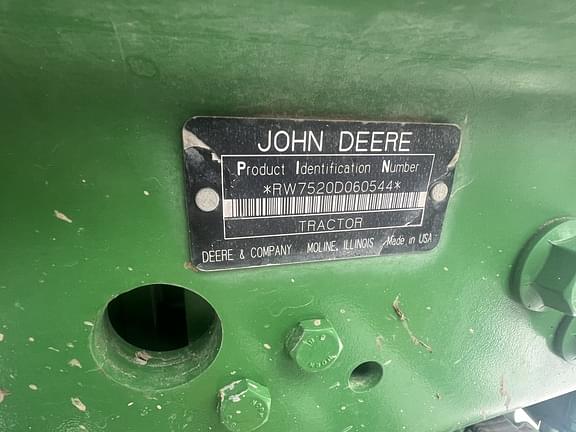 JOHN DEERE
Product Identification Number
*RW7520D060544*
TRACTOR
DEERE & COMPANY MOLINE, ILLINOIS Made in USA